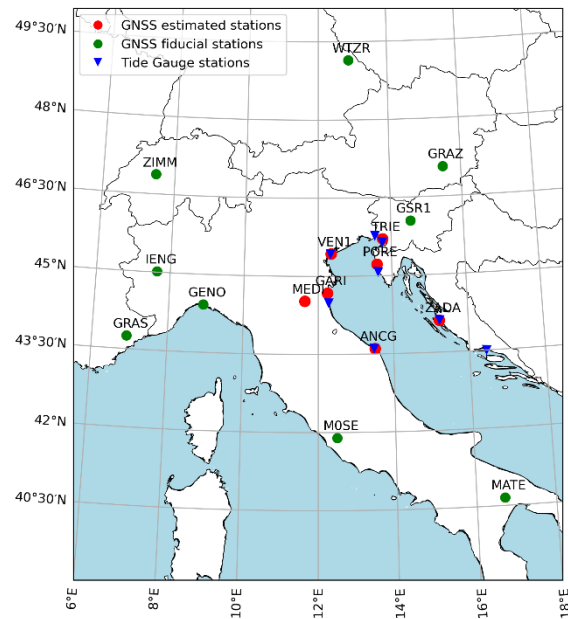 GNSS estimated stations
GNSS fiducial stations
Tide Gauge stations
49°30′N
48°N
46°30′N
45°N
43°30′N
42°N
40°30′N
WTZR
ZIMM
GRAZ
GSR1
TRIE
VEN1
PORE
IENG
GARI
MEDI
GENO
ZADA
GRAS
ANCG
M0SE
MATE
6°E
8°E
10°E
12°E
14°E
16°E
18°E